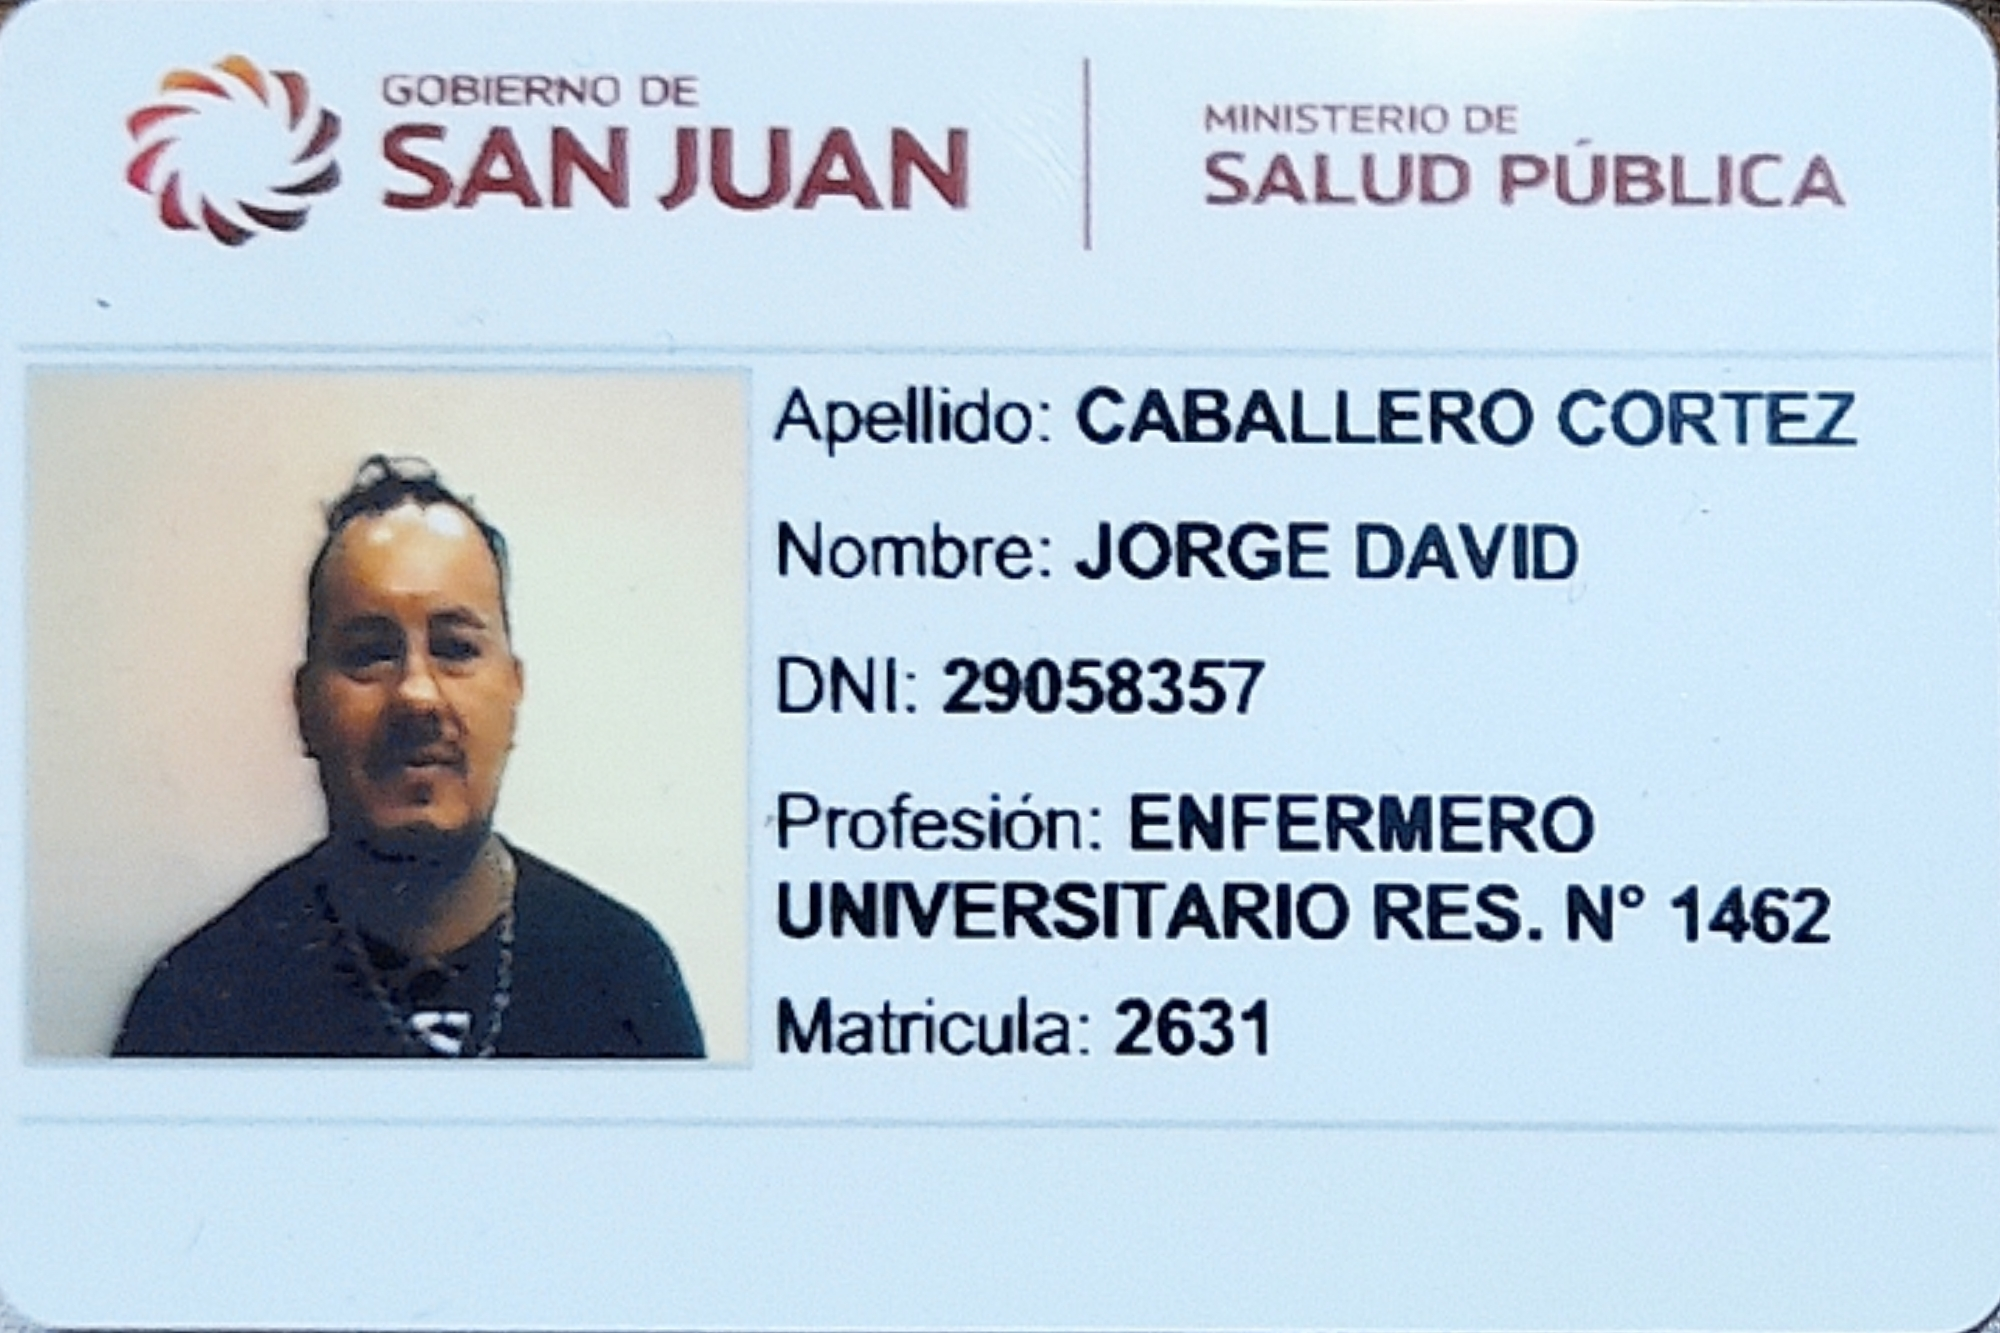 GOBIERNO DE
SAN JUAN
MINISTERIO DE
SALUD PÚBLICA
Apellido: CABALLERO CORTEZ
Nombre: JORGE DAVID
DNI: 29058357
Profesión: ENFERMERO
UNIVERSITARIO RES. N° 1462
Matricula: 2631